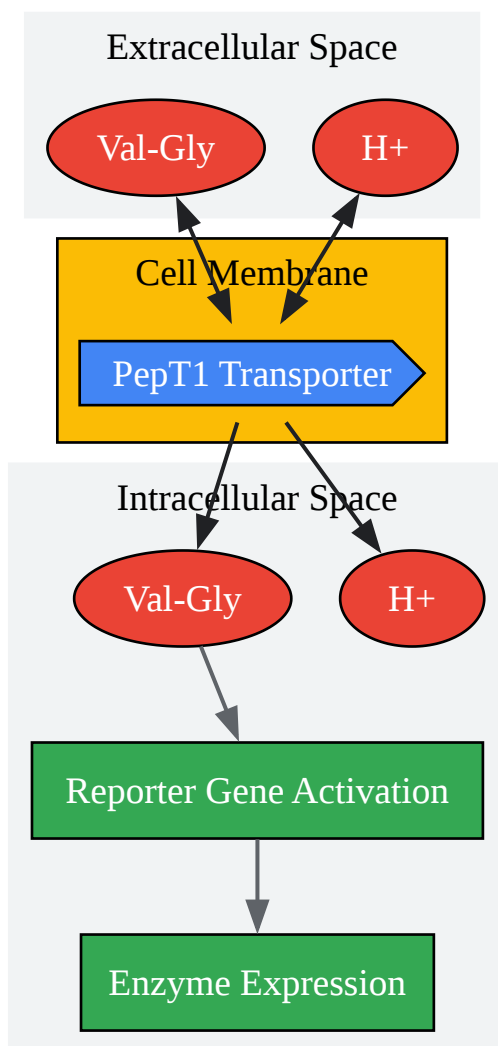 Extracellular Space
Val-Gly
H+
Cell Membrane
PepT1 Transporter
Intracellular Space
Val-Gly
H+
Reporter Gene Activation
Enzyme Expression